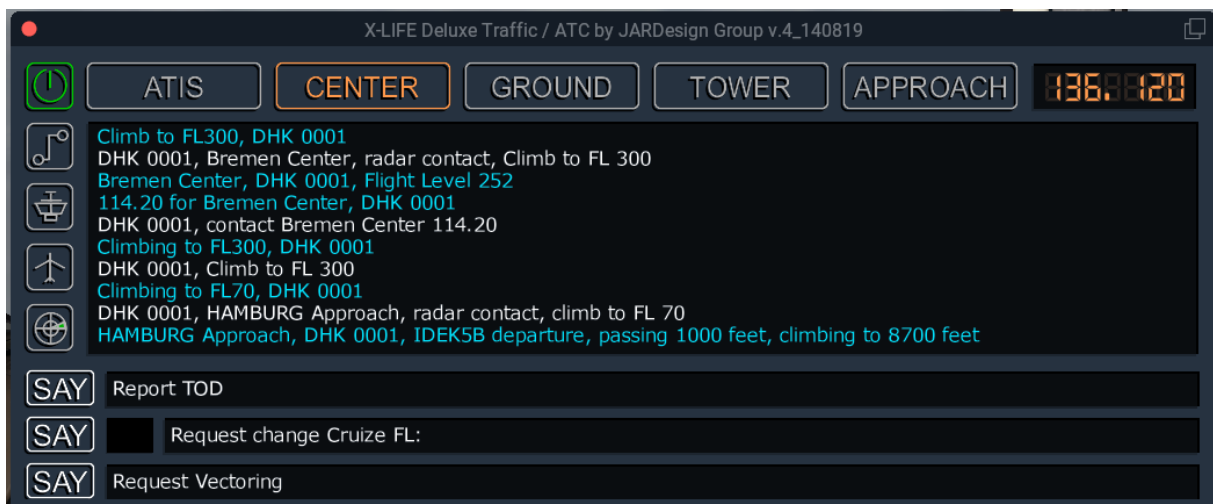 X-LIFE Deluxe Traffic / ATC by JARDesign Group v.4_140819
ATIS CENTER GROUND TOWER APPROACH 136. 120
Climb to FL300, DHK 0001
DHK 0001, Bremen Center, radar contact, Climb to FL 300
Bremen Center, DHK 0001, Flight Level 252
114.20 for Bremen Center, DHK 0001
DHK 0001, contact Bremen Center 114.20
Climbing to FL300, DHK 0001
DHK 0001, Climb to FL 300
Climbing to FL70, DHK 0001
DHK 0001, HAMBURG Approach, radar contact, climb to FL 70
HAMBURG Approach, DHK 0001, IDEK5B departure, passing 1000 feet, climbing to 8700 feet
SAY Report TOD
SAY Request change Cruize FL:
SAY Request Vectoring